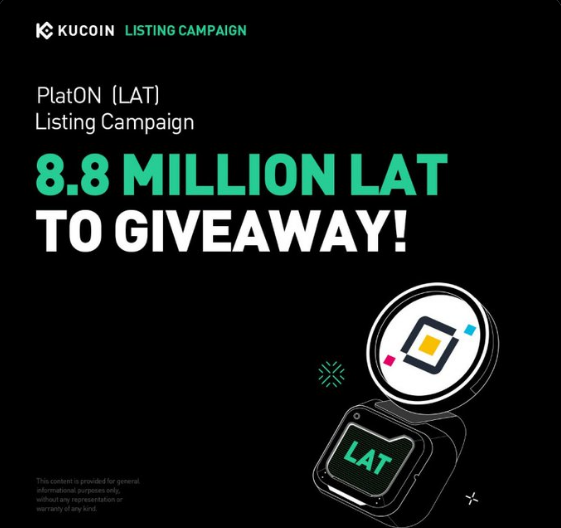 KUCOIN LISTING CAMPAIGN
PlatON (LAT)
Listing Campaign
8.8 MILLION LAT
TO GIVEAWAY!
LAT
This content is provided for general
informational purposes only,
without any representation or
warranty of any kind.